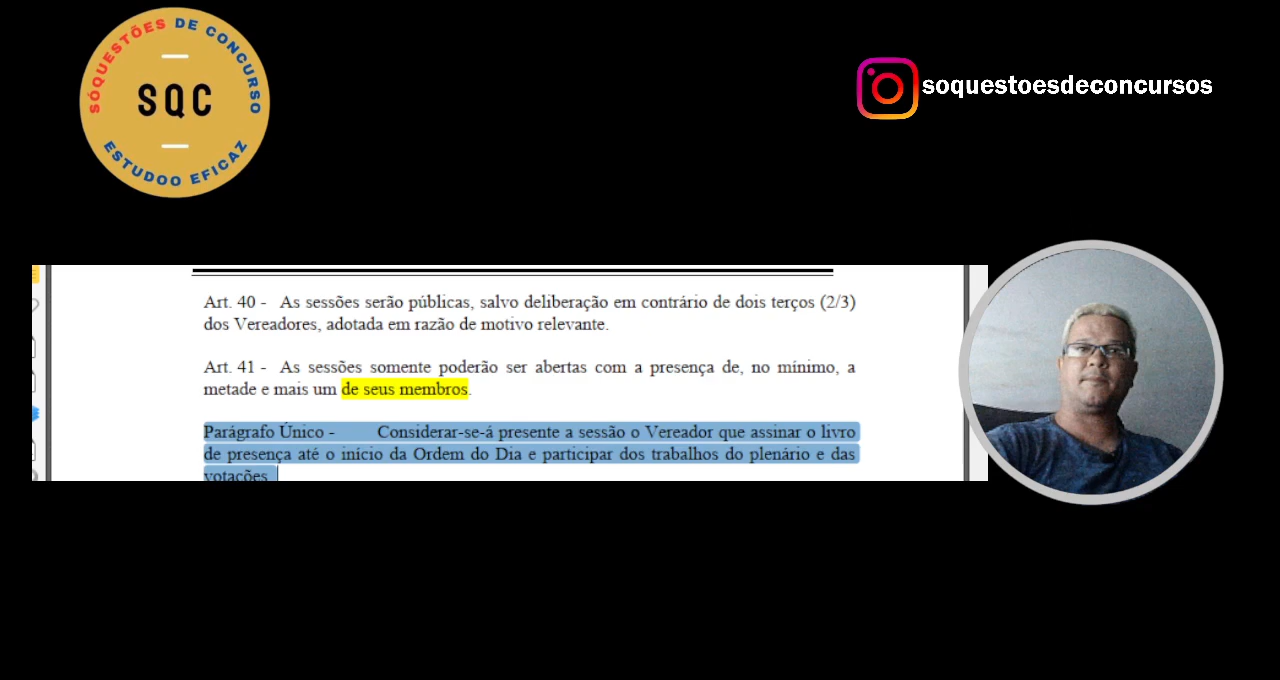 SÓQUESTÕES DE CONCURSO
SQC
ESTUDOO EFICAZ
soquestoesdeconcursos
Art. 40 - As sessões serão públicas, salvo deliberação em contrário de dois terços (2/3)
dos Vereadores, adotada em razão de motivo relevante.
Art. 41 - As sessões somente poderão ser abertas com a presença de, no mínimo, a
metade e mais um de seus membros.
Parágrafo Único - Considerar-se-á presente a sessão o Vereador que assinar o livro
de presença até o início da Ordem do Dia e participar dos trabalhos do plenário e das
votações.